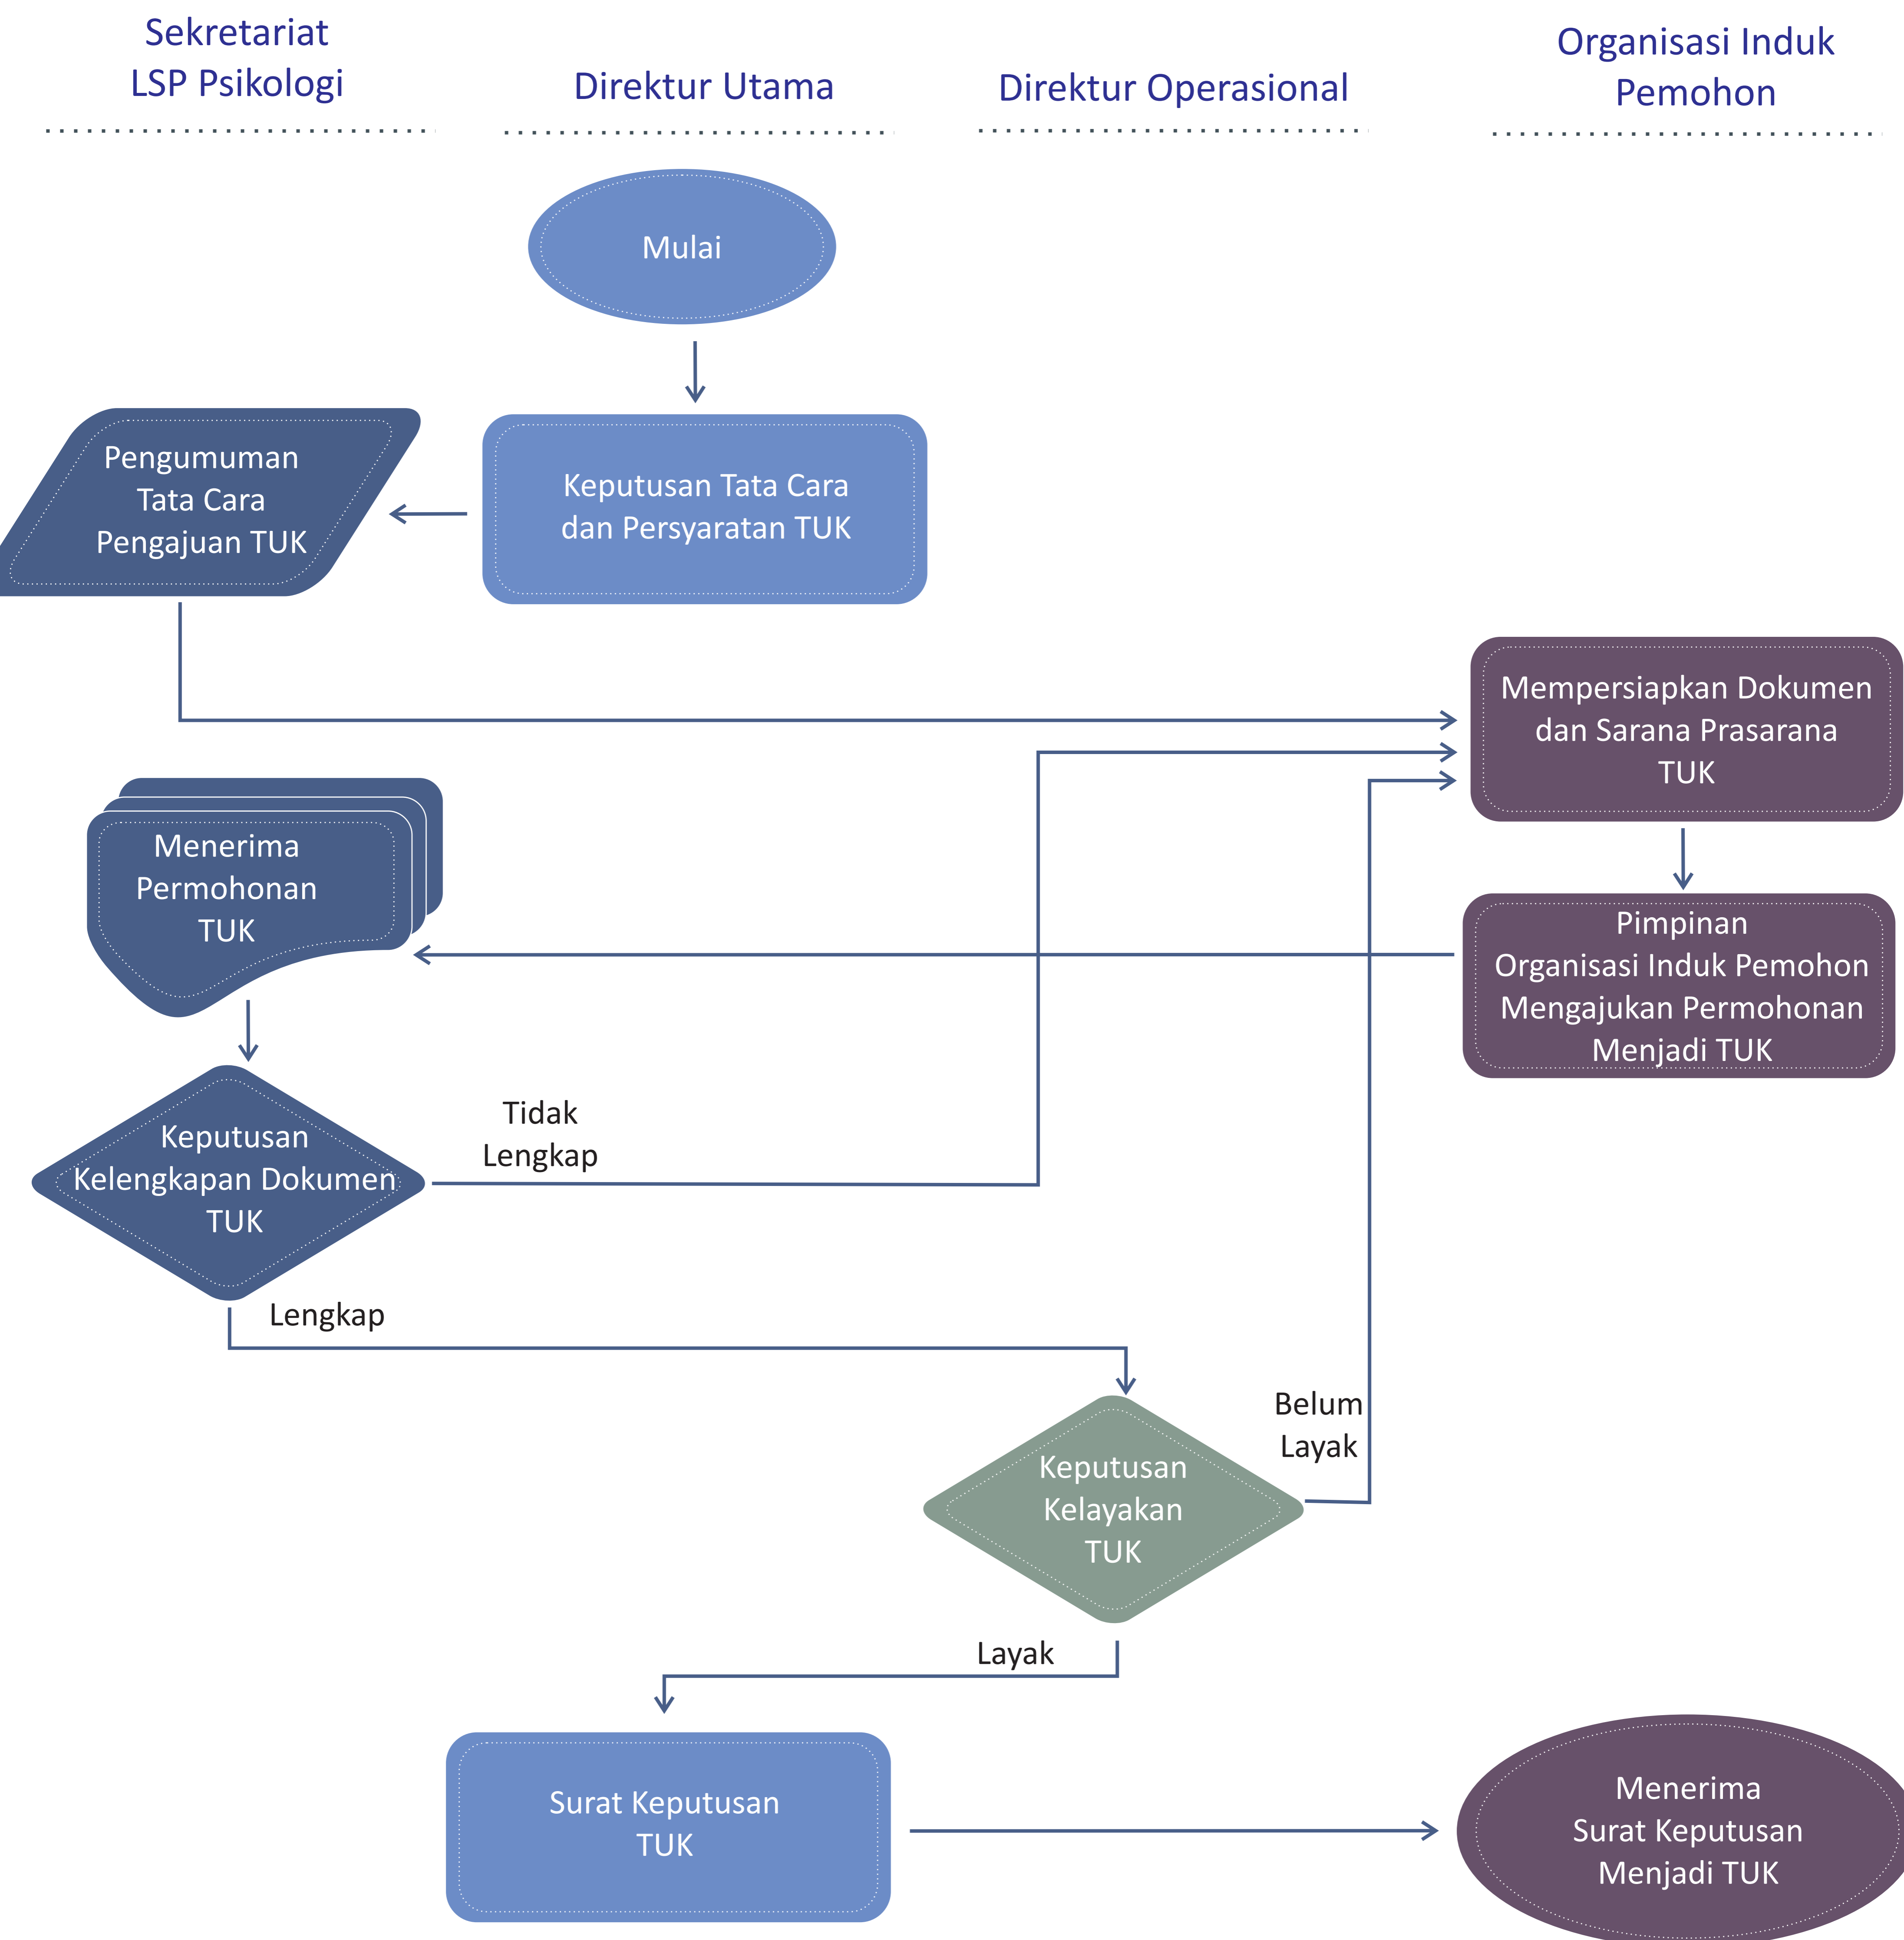 Sekretariat
LSP Psikologi
Direktur Utama
Direktur Operasional
Organisasi Induk
Pemohon
Mulai
Pengumuman
Tata Cara
Pengajuan TUK
Keputusan Tata Cara
dan Persyaratan TUK
Mempersiapkan Dokumen
dan Sarana Prasarana
TUK
Menerima
Permohonan
TUK
Pimpinan
Organisasi Induk Pemohon
Mengajukan Permohonan
Menjadi TUK
Keputusan
Kelengkapan Dokumen
TUK
Tidak
Lengkap
Lengkap
Belum
Layak
Keputusan
Kelayakan
TUK
Layak
Surat Keputusan
TUK
Menerima
Surat Keputusan
Menjadi TUK